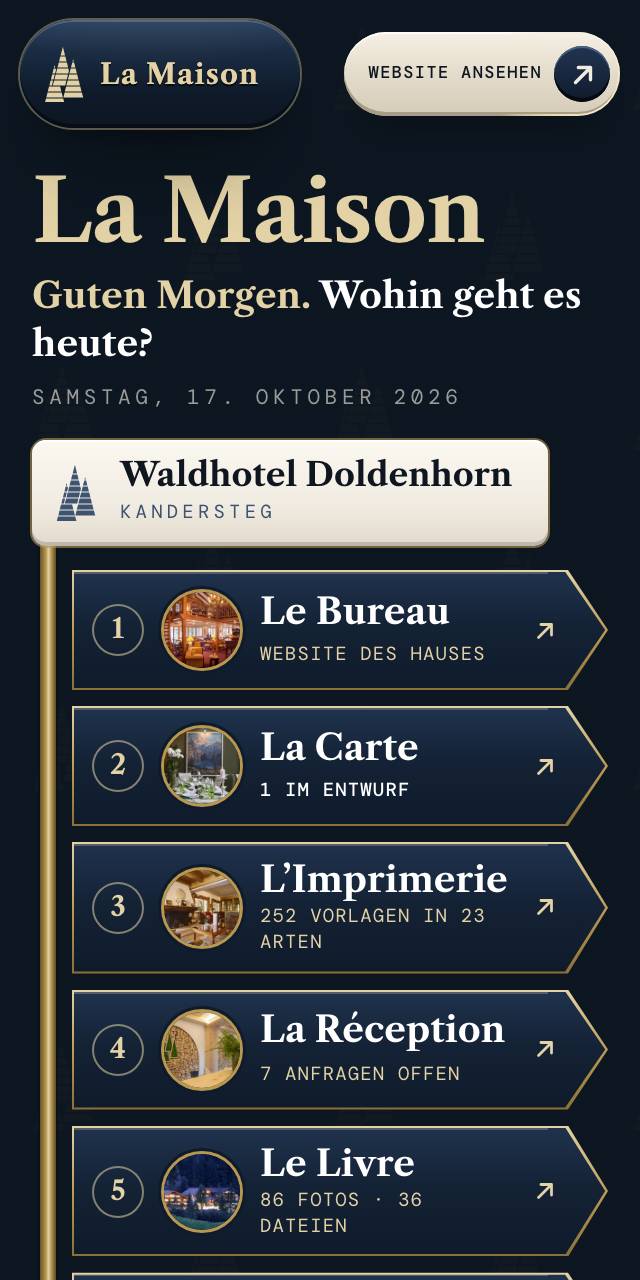 La Maison
WEBSITE ANSEHEN
La Maison
Guten Morgen. Wohin geht es
heute?
SAMSTAG, 17. OKTOBER 2026
Waldhotel Doldenhorn
KANDERSTEG
1
Le Bureau
WEBSITE DES HAUSES
2
La Carte
1 IM ENTWURF
3
L’Imprimerie
252 VORLAGEN IN 23
ARTEN
4
La Réception
7 ANFRAGEN OFFEN
5
Le Livre
86 FOTOS · 36
DATEIEN